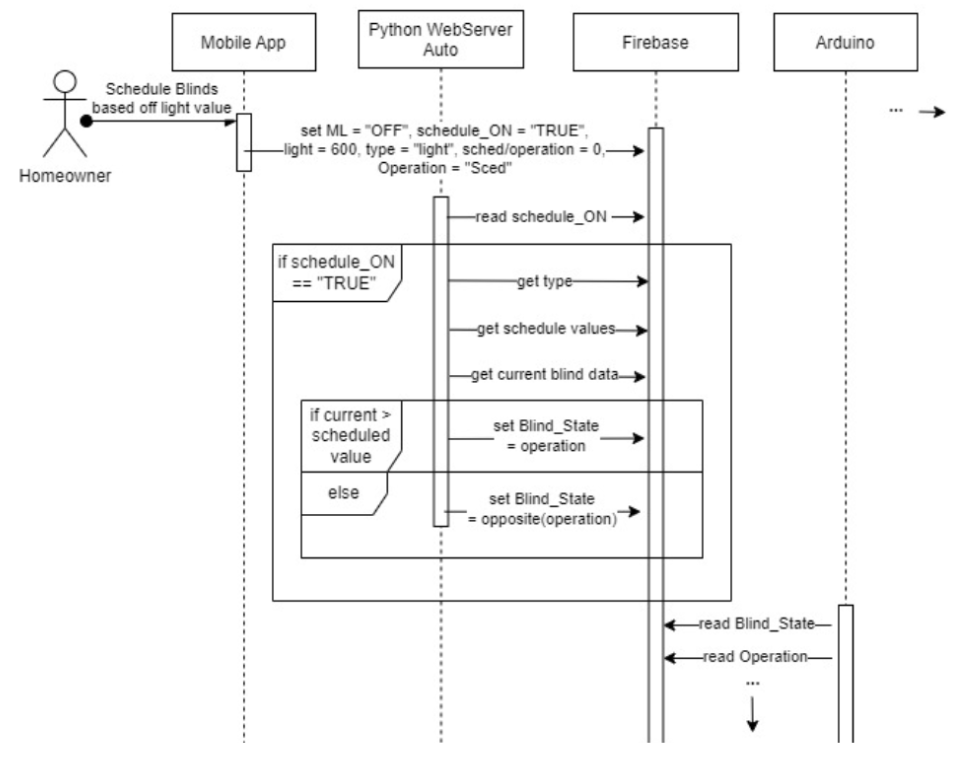 Mobile App
Python WebServer
Auto
Firebase
Arduino
Schedule Blinds
based off light value
Homeowner
...
set ML = "OFF", schedule_ON = "TRUE",
light = 600, type = "light", sched/operation = 0,
Operation = "Sced"
read schedule_ON
if schedule_ON
== "TRUE"
get type
get schedule values
get current blind data
if current >
scheduled
value
set Blind_State
= operation
else
set Blind_State
= opposite(operation)
read Blind_State
read Operation
...